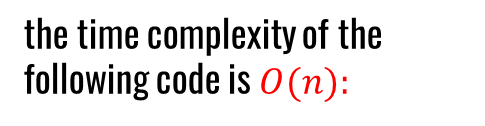 the time complexity of the
following code is O(n):